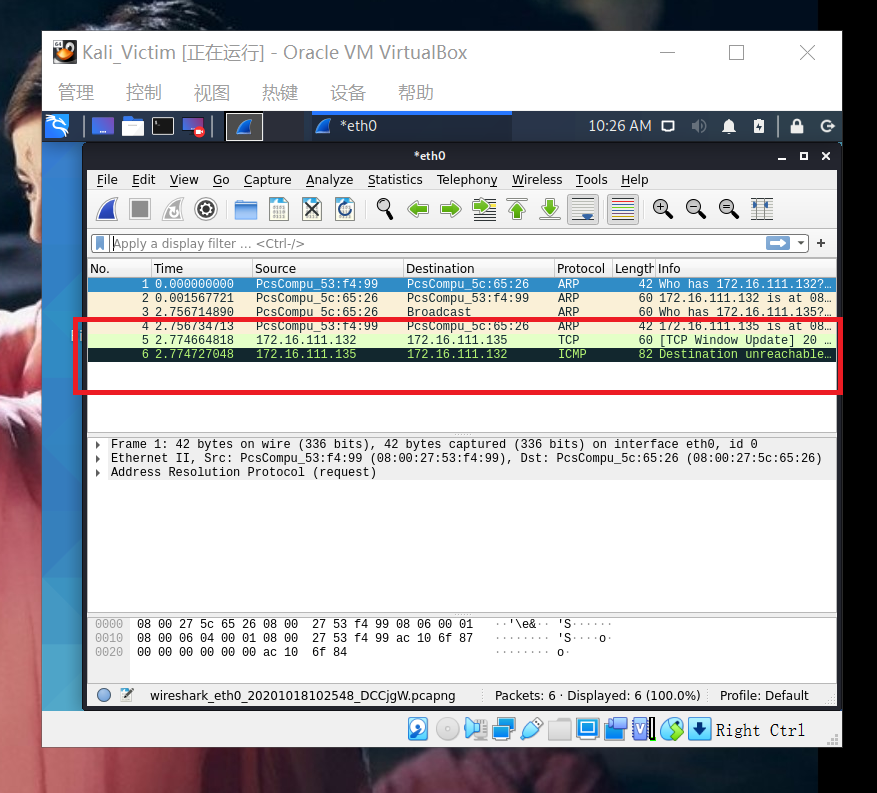 Kali_Victim [正在运行] - Oracle VM VirtualBox
管理 控制 视图 热键 设备 帮助
*eth0 10:26 AM
*eth0
File Edit View Go Capture Analyze Statistics Telephony Wireless Tools Help
Apply a display filter … <Ctrl-/>
No. Time Source Destination Protocol Length Info
1 0.000000000 PcsCompu_53:f4:99 PcsCompu_5c:65:26 ARP 42 Who has 172.16.111.132?…
2 0.001567721 PcsCompu_5c:65:26 PcsCompu_53:f4:99 ARP 60 172.16.111.132 is at 08…
3 2.756714890 PcsCompu_5c:65:26 Broadcast ARP 60 Who has 172.16.111.135?…
4 2.756734713 PcsCompu_53:f4:99 PcsCompu_5c:65:26 ARP 42 172.16.111.135 is at 08…
5 2.774664818 172.16.111.132 172.16.111.135 TCP 60 [TCP Window Update] 20 …
6 2.774727048 172.16.111.135 172.16.111.132 ICMP 82 Destination unreachable…
Frame 1: 42 bytes on wire (336 bits), 42 bytes captured (336 bits) on interface eth0, id 0
Ethernet II, Src: PcsCompu_53:f4:99 (08:00:27:53:f4:99), Dst: PcsCompu_5c:65:26 (08:00:27:5c:65:26)
Address Resolution Protocol (request)
0000 08 00 27 5c 65 26 08 00 27 53 f4 99 08 06 00 01 ··'\e&·· 'S······
0010 08 00 06 04 00 01 08 00 27 53 f4 99 ac 10 6f 87 ········ 'S····o·
0020 00 00 00 00 00 00 ac 10 6f 84 ········ o·
wireshark_eth0_20201018102548_DCCjgW.pcapng Packets: 6 · Displayed: 6 (100.0%) Profile: Default
Right Ctrl